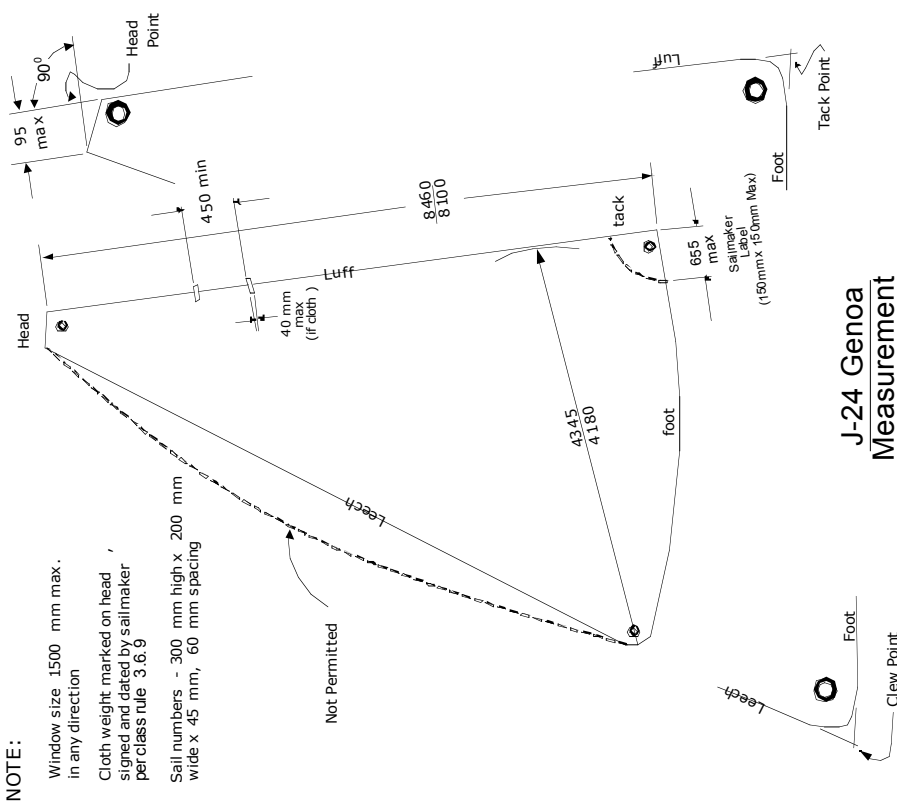 NOTE:
Window size 1500 mm max.
in any direction
Cloth weight marked on head ,
signed and dated by sailmaker
per class rule 3.6.9
Sail numbers - 300 mm high x 200 mm
wide x 45 mm, 60 mm spacing
Not Permitted
Head
Leech
Luff
450 min
40 mm
max
(if cloth )
8460
8100
4345
4180
foot
tack
655
max
Sailmaker
Label
(150mm x 150mm Max)
95
max
90⁰
Head
Point
Luff
Foot
Tack Point
Leech
Foot
Clew Point
J-24 Genoa
Measurement